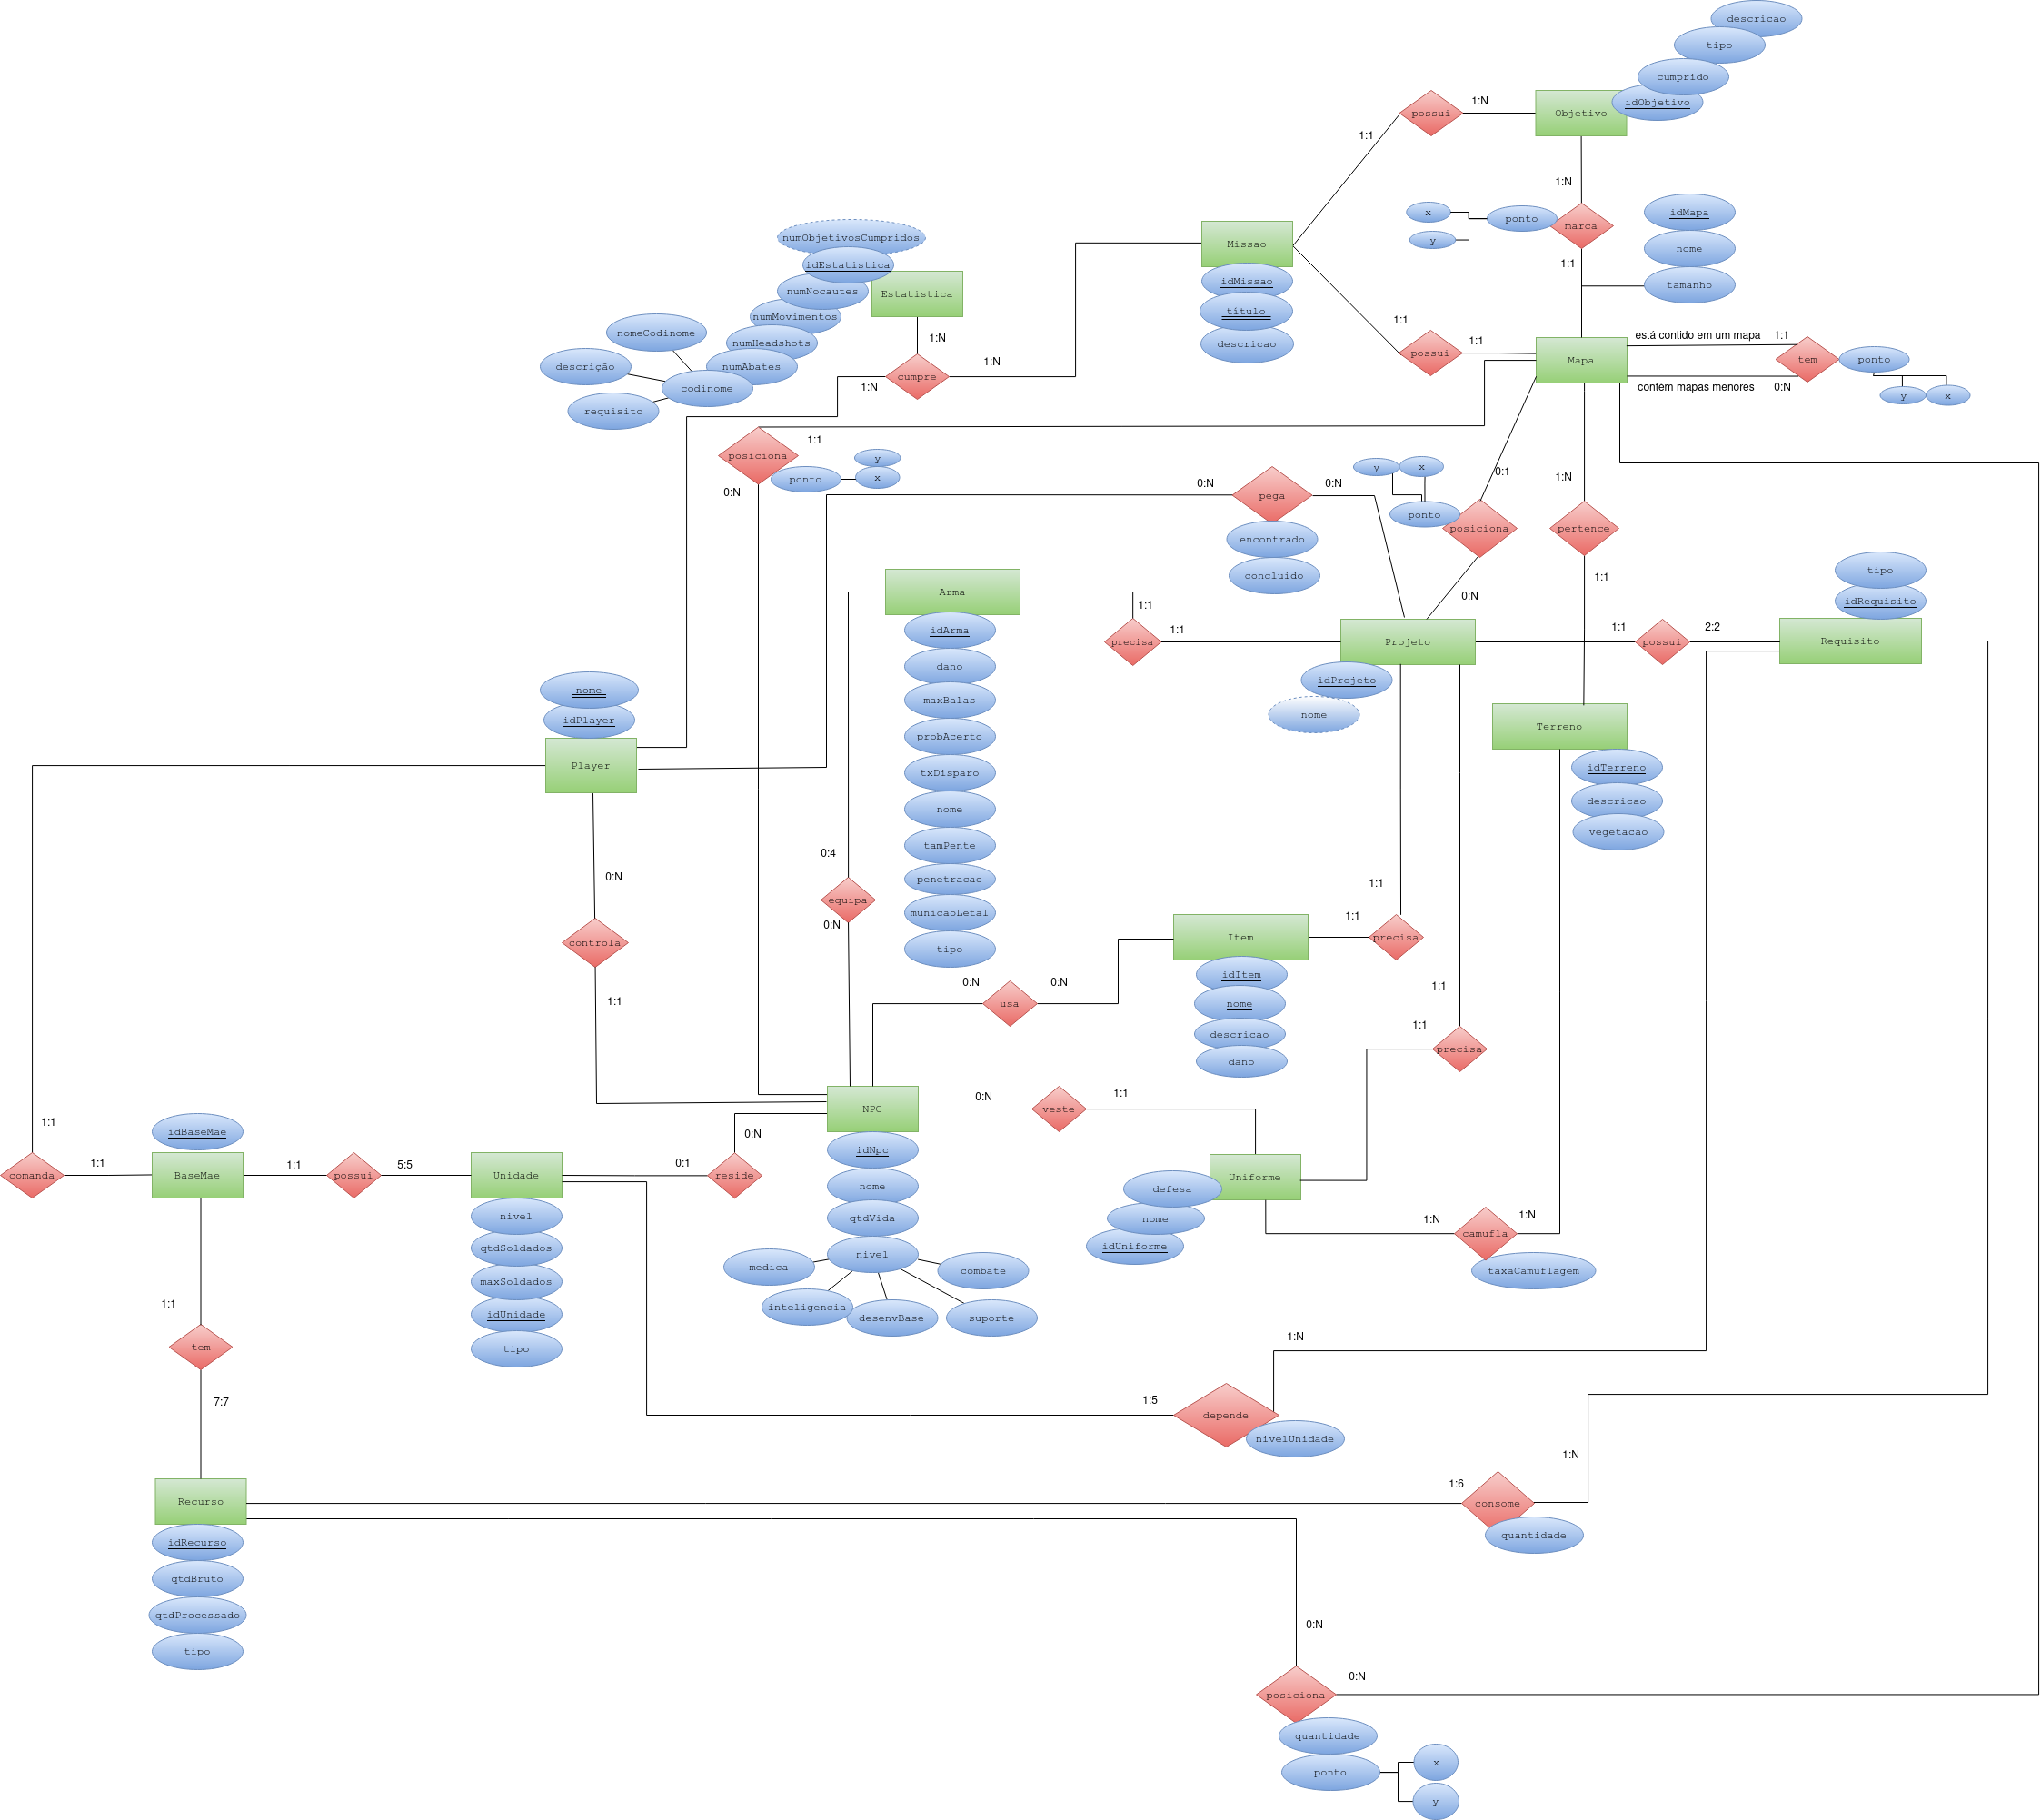 descricao
tipo
cumprido
idObjetivo
Objetivo
possui
1:N
1:1
1:N
x
y
ponto
marca
1:1
idMapa
nome
tamanho
Missao
idMissao
titulo
descricao
1:1
possui
1:1
Mapa
está contido em um mapa
1:1
contém mapas menores
0:N
tem
ponto
y
x
numObjetivosCumpridos
idEstatistica
numNocautes
numMovimentos
numHeadshots
numAbates
codinome
nomeCodinome
descrição
requisito
Estatistica
1:N
cumpre
1:N
1:N
posiciona
1:1
0:N
ponto
y
x
0:N
pega
0:N
encontrado
concluido
y
x
ponto
posiciona
0:1
0:N
1:N
pertence
1:1
tipo
idRequisito
Requisito
Arma
idArma
dano
maxBalas
probAcerto
txDisparo
nome
tamPente
penetracao
municaoLetal
tipo
1:1
precisa
1:1
Projeto
idProjeto
nome
1:1
possui
2:2
Terreno
idTerreno
descricao
vegetacao
nome
idPlayer
Player
0:N
controla
1:1
0:4
equipa
0:N
0:N
usa
0:N
Item
idItem
nome
descricao
dano
1:1
1:1
precisa
1:1
1:1
precisa
NPC
idNpc
nome
qtdVida
nivel
medica
inteligencia
desenvBase
suporte
combate
0:N
veste
1:1
Uniforme
defesa
nome
idUniforme
1:N
camufla
1:N
taxaCamuflagem
1:1
comanda
1:1
idBaseMae
BaseMae
1:1
possui
5:5
Unidade
nivel
qtdSoldados
maxSoldados
idUnidade
tipo
0:1
reside
0:N
1:1
tem
7:7
1:5
depende
1:N
nivelUnidade
Recurso
idRecurso
qtdBruto
qtdProcessado
tipo
1:6
consome
1:N
quantidade
0:N
posiciona
0:N
quantidade
ponto
x
y